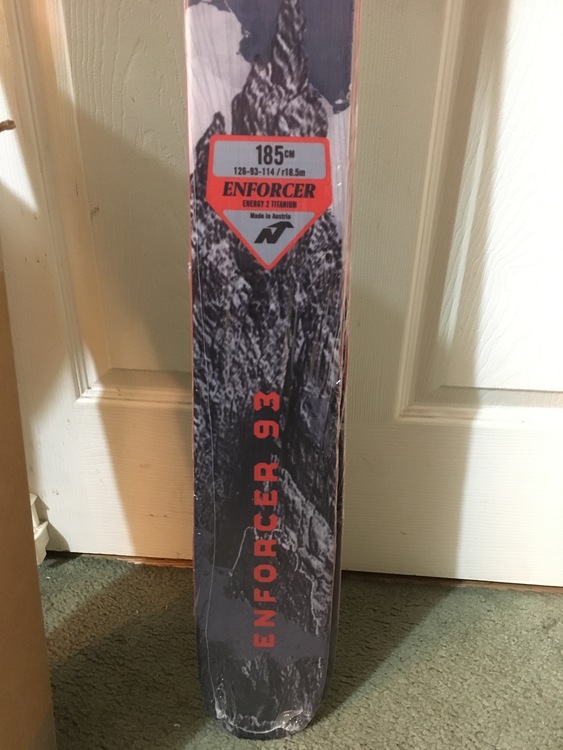 185CM
126-93-114 / r18.5m
ENFORCER
ENERGY 2 TITANIUM
Made in Austria
ENFORCER 93